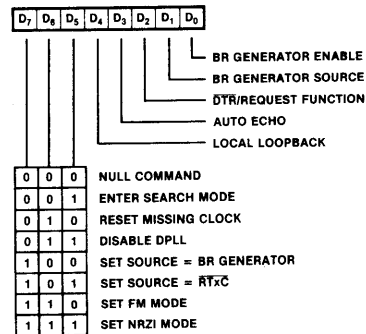 D7 D6 D5 D4 D3 D2 D1 D0
BR GENERATOR ENABLE
BR GENERATOR SOURCE
DTR/REQUEST FUNCTION
AUTO ECHO
LOCAL LOOPBACK
0 0 0 NULL COMMAND
0 0 1 ENTER SEARCH MODE
0 1 0 RESET MISSING CLOCK
0 1 1 DISABLE DPLL
1 0 0 SET SOURCE = BR GENERATOR
1 0 1 SET SOURCE = RTxC
1 1 0 SET FM MODE
1 1 1 SET NRZI MODE